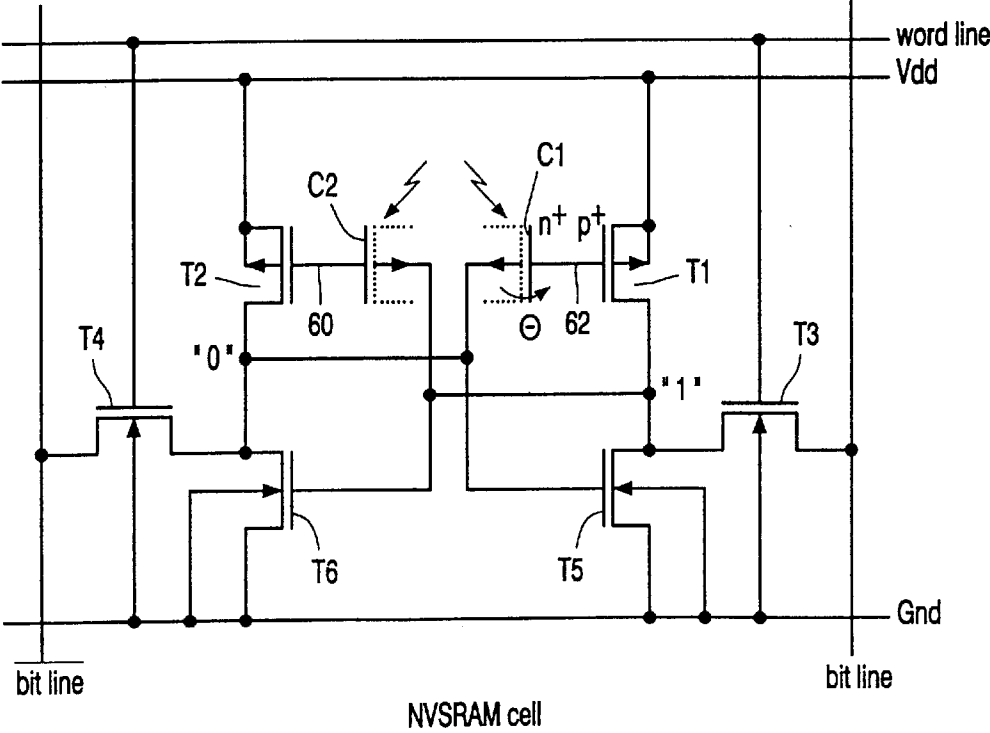 word line
Vdd
C1
C2
n+ p+
T2
T1
60
Θ
62
T4
T3
"0"
"1"
T6
T5
Gnd
bit line
bit line
NVSRAM cell